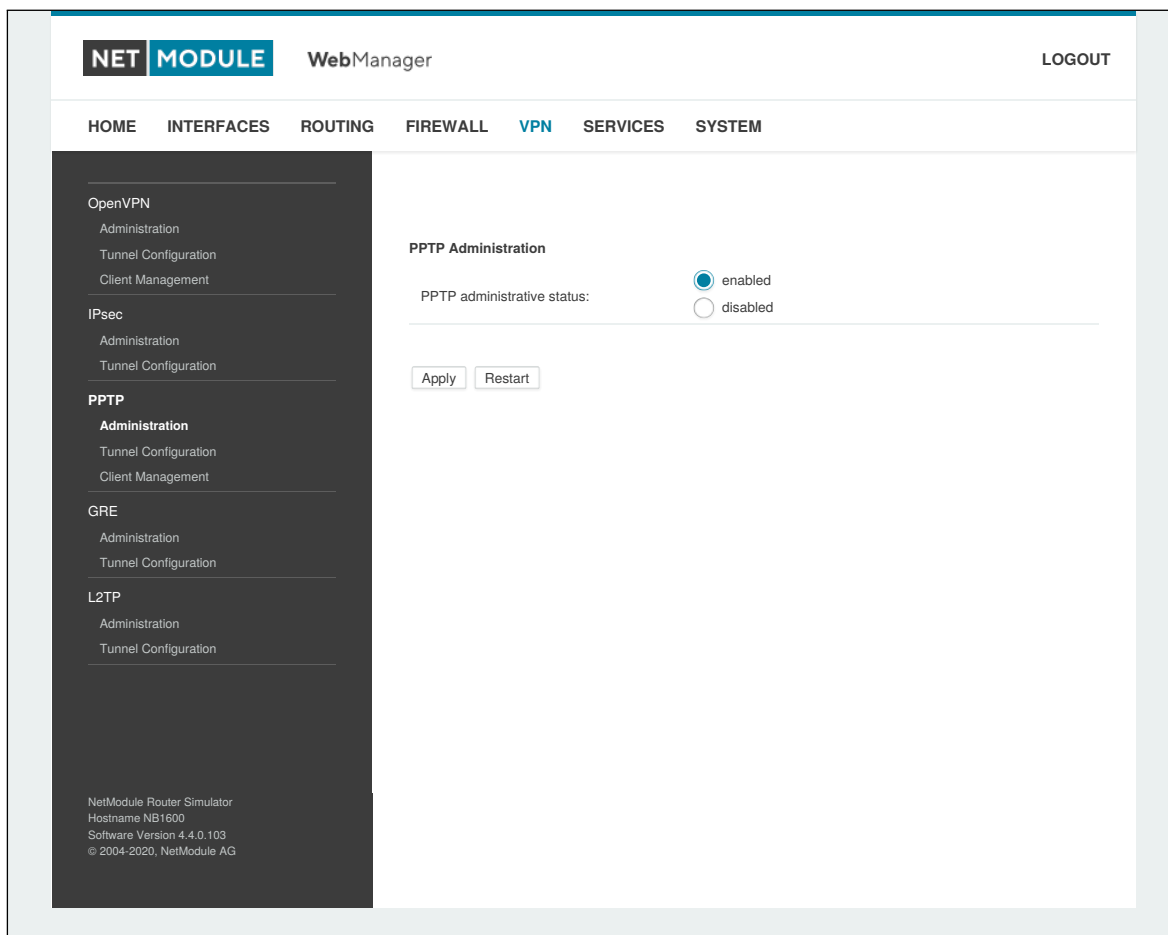 NET MODULE WebManager LOGOUT
HOME INTERFACES ROUTING FIREWALL VPN SERVICES SYSTEM
OpenVPN
Administration
Tunnel Configuration
Client Management
IPsec
Administration
Tunnel Configuration
PPTP
Administration
Tunnel Configuration
Client Management
GRE
Administration
Tunnel Configuration
L2TP
Administration
Tunnel Configuration
NetModule Router Simulator
Hostname NB1600
Software Version 4.4.0.103
© 2004-2020, NetModule AG
PPTP Administration
PPTP administrative status:
enabled
disabled
Apply Restart